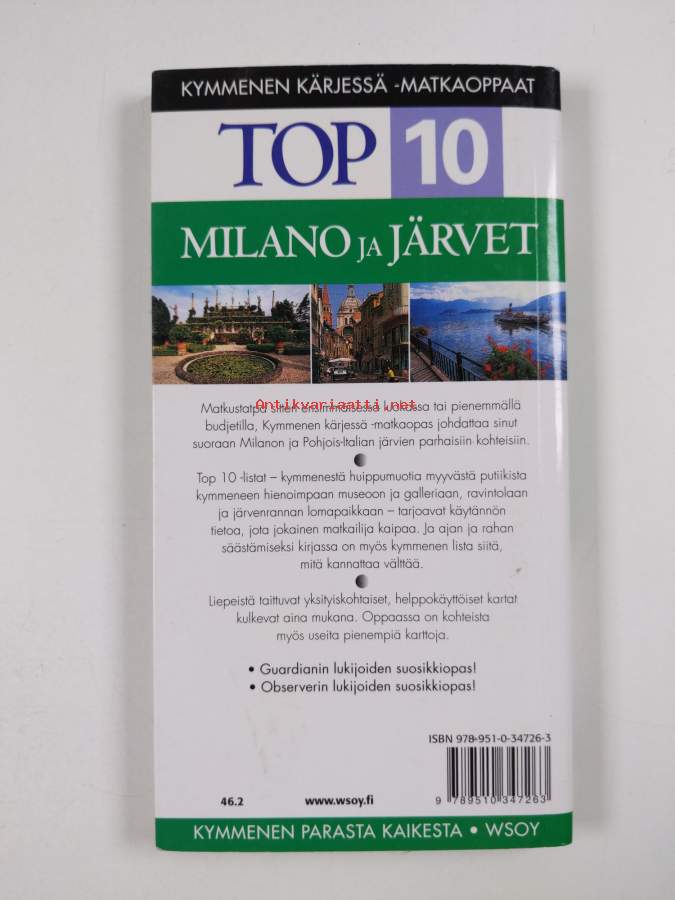 KYMMENEN KÄRJESSÄ -MATKAOPPAAT
TOP 10
MILANO JA JÄRVET
Antikvariaatti.net
Matkustatpa sitten ensimmäisessä luokassa tai pienemmällä
budjetilla, Kymmenen kärjessä -matkaopas johdattaa sinut
suoraan Milanon ja Pohjois-Italian järvien parhaisiin kohteisiin.
Top 10 -listat – kymmenestä huippumuotia myyvästä putiikista
kymmeneen hienoimpaan museoon ja galleriaan, ravintolaan
ja järvenrannan lomapaikkaan – tarjoavat käytännön
tietoa, jota jokainen matkailija kaipaa. Ja ajan ja rahan
säästämiseksi kirjassa on myös kymmenen lista siitä,
mitä kannattaa välttää.
Liepeistä taittuvat yksityiskohtaiset, helppokäyttöiset kartat
kulkevat aina mukana. Oppaassa on kohteista
myös useita pienempiä karttoja.
• Guardianin lukijoiden suosikkiopas!
• Observerin lukijoiden suosikkiopas!
ISBN 978-951-0-34726-3
46.2 www.wsoy.fi 9 789510 347263
KYMMENEN PARASTA KAIKESTA • WSOY